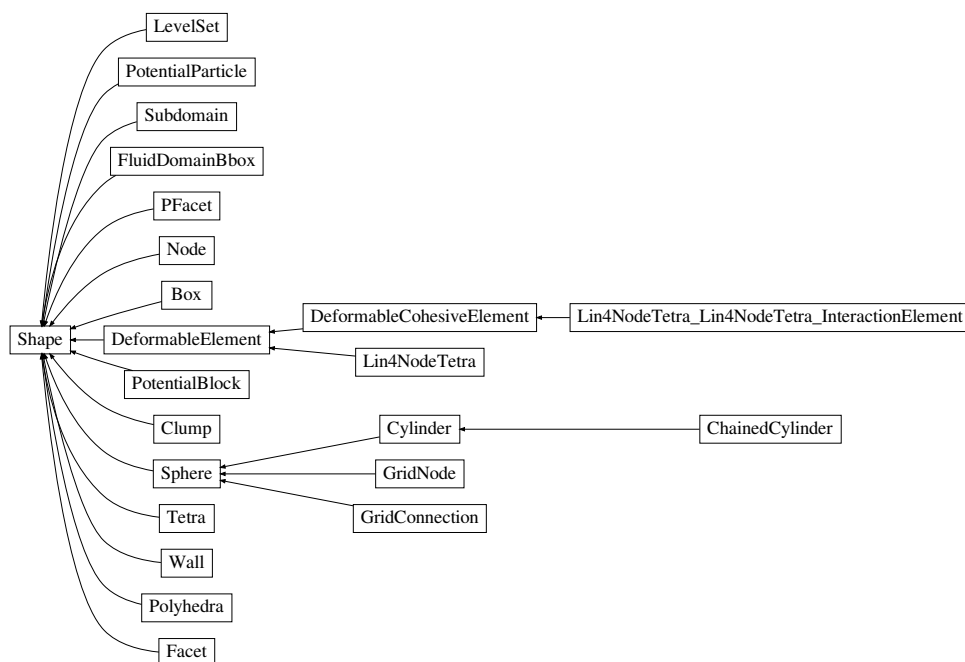 LevelSet
PotentialParticle
Subdomain
FluidDomainBbox
PFacet
Node
Box
DeformableCohesiveElement
Lin4NodeTetra_Lin4NodeTetra_InteractionElement
Shape
DeformableElement
Lin4NodeTetra
PotentialBlock
Clump
Cylinder
ChainedCylinder
Sphere
GridNode
GridConnection
Tetra
Wall
Polyhedra
Facet